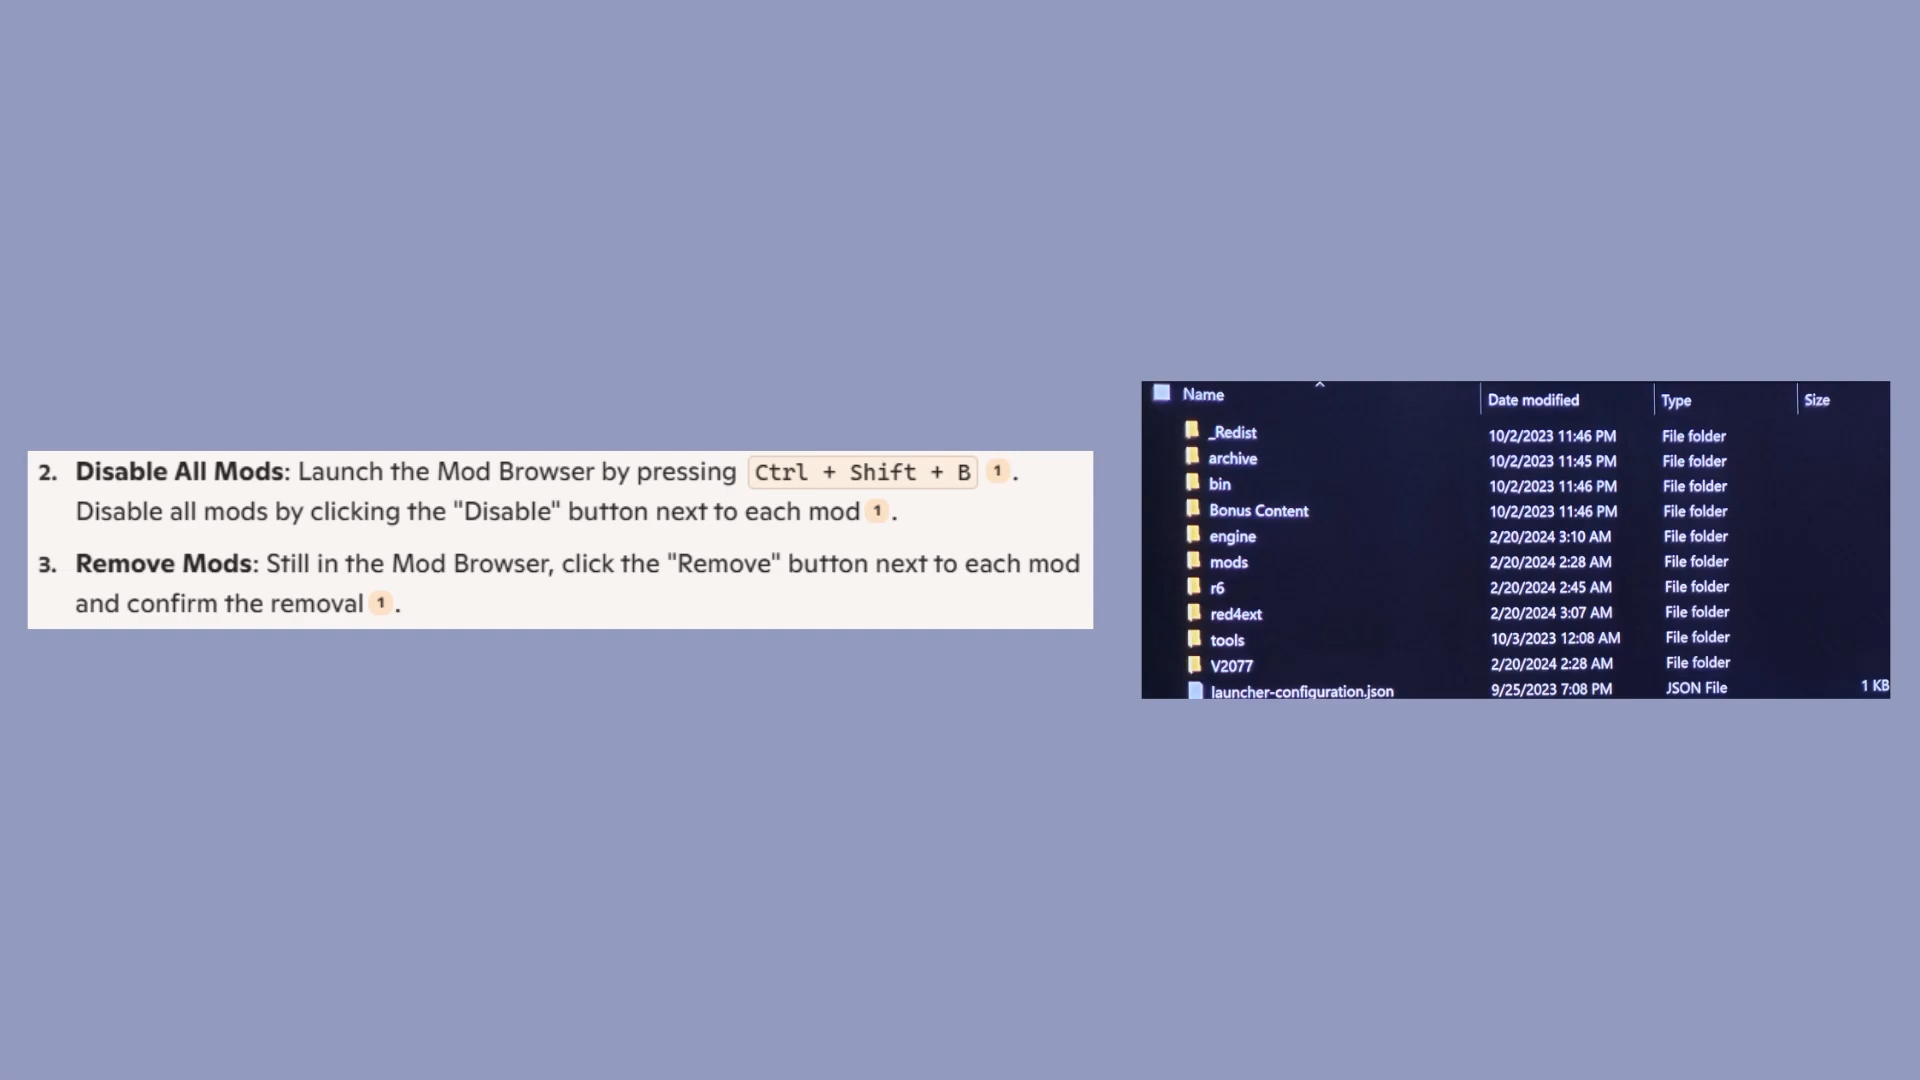 2. Disable All Mods: Launch the Mod Browser by pressing Ctrl + Shift + B 1.
Disable all mods by clicking the "Disable" button next to each mod 1.
3. Remove Mods: Still in the Mod Browser, click the "Remove" button next to each mod
and confirm the removal 1.
Name Date modified Type Size
_Redist 10/2/2023 11:46 PM File folder
archive 10/2/2023 11:45 PM File folder
bin 10/2/2023 11:46 PM File folder
Bonus Content 10/2/2023 11:46 PM File folder
engine 2/20/2024 3:10 AM File folder
mods 2/20/2024 2:28 AM File folder
r6 2/20/2024 2:45 AM File folder
red4ext 2/20/2024 3:07 AM File folder
tools 10/3/2023 12:08 AM File folder
V2077 2/20/2024 2:28 AM File folder
launcher-configuration.json 9/25/2023 7:08 PM JSON File 1 KB